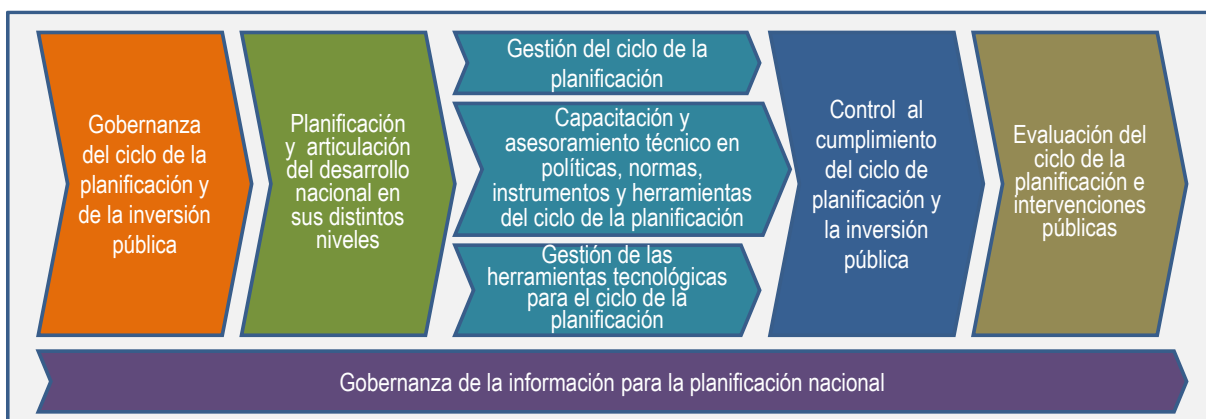 Gobernanza
del ciclo de la
planificación y
de la inversión
pública
Planificación
y articulación
del desarrollo
nacional en
sus distintos
niveles
Gestión del ciclo de la
planificación
Capacitación y
asesoramiento técnico en
políticas, normas,
instrumentos y herramientas
del ciclo de la planificación
Gestión de las
herramientas tecnológicas
para el ciclo de la
planificación
Control al
cumplimiento
del ciclo de
planificación y
la inversión
pública
Evaluación del
ciclo de la
planificación e
intervenciones
públicas
Gobernanza de la información para la planificación nacional